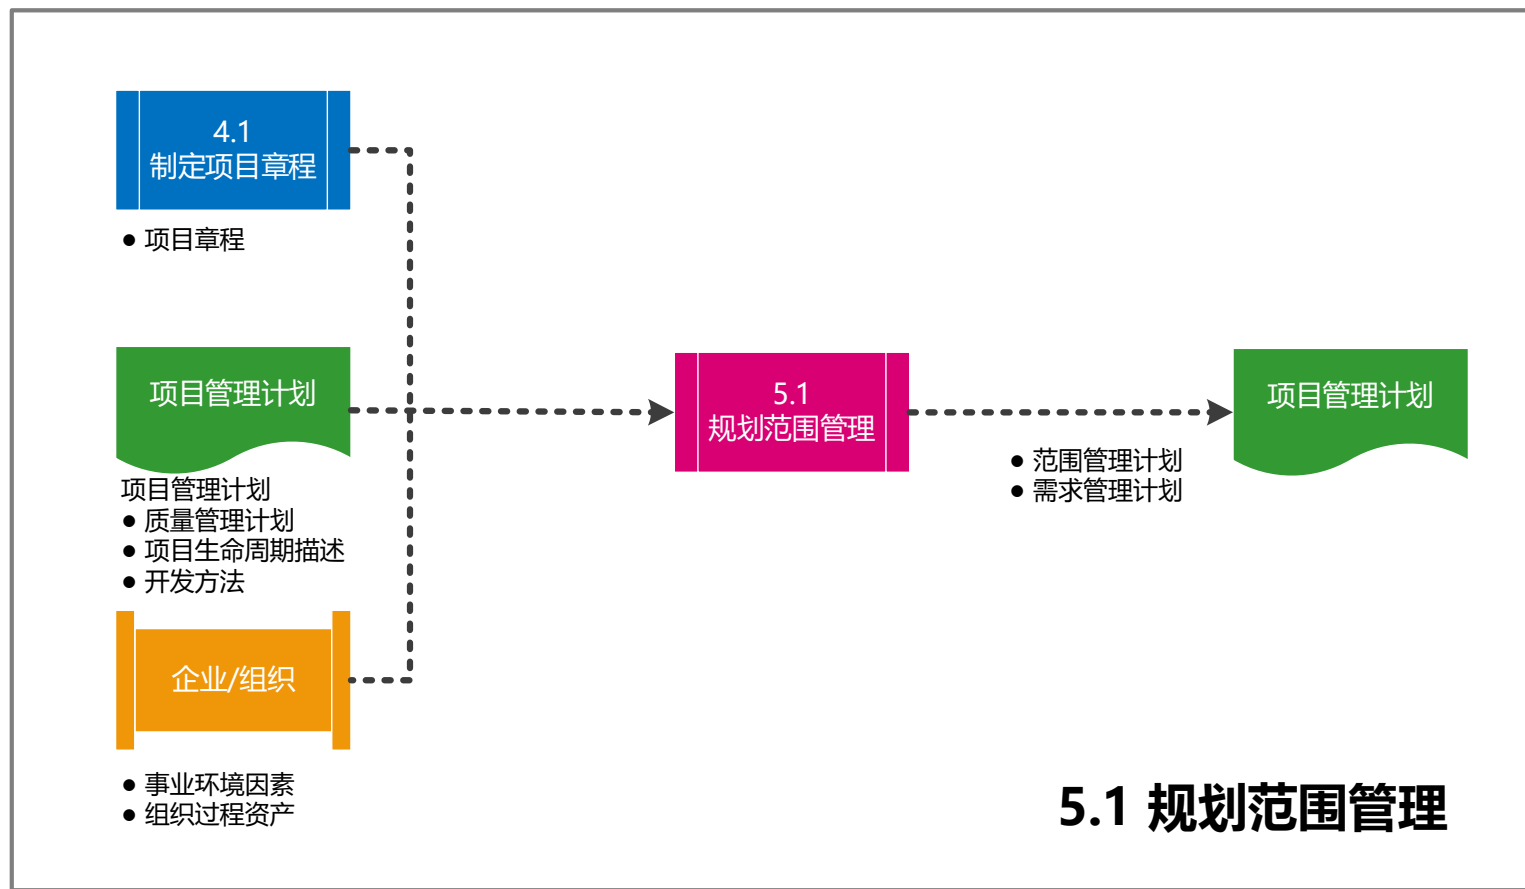 4.1
制定项目章程
● 项目章程
项目管理计划
项目管理计划
● 质量管理计划
● 项目生命周期描述
● 开发方法
企业/组织
● 事业环境因素
● 组织过程资产
5.1
规划范围管理
● 范围管理计划
● 需求管理计划
项目管理计划
5.1 规划范围管理